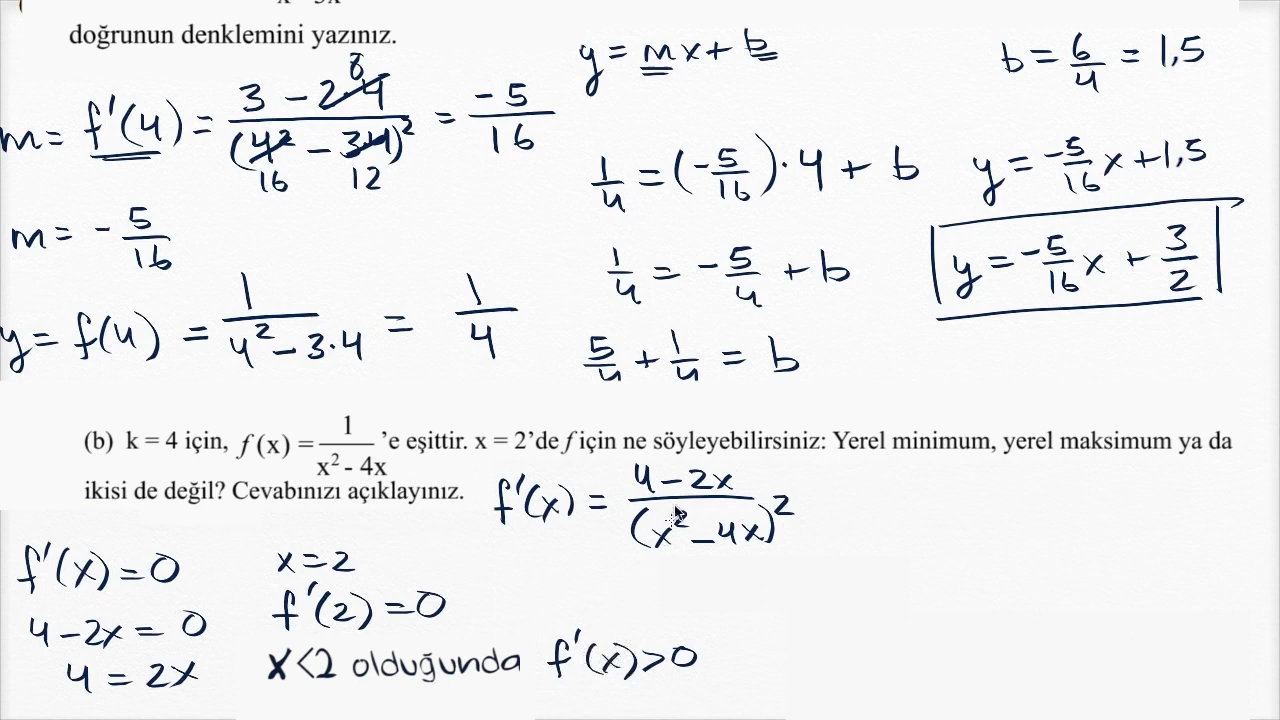 doğrunun denklemini yazınız.
m = f'(4) = (3 - 2·4)/(4² - 3·4)² = -5/16
8
16 12
m = -5/16
y = f(4) = 1/(4² - 3·4) = 1/4
y = mx + b
1/4 = (-5/16)·4 + b
1/4 = -5/4 + b
5/4 + 1/4 = b
b = 6/4 = 1,5
y = -5/16 x + 1,5
y = -5/16 x + 3/2
(b) k = 4 için, f(x) = 1/(x² - 4x) 'e eşittir. x = 2'de f için ne söyleyebilirsiniz: Yerel minimum, yerel maksimum ya da
ikisi de değil? Cevabınızı açıklayınız.
f'(x) = (4 - 2x)/(x² - 4x)²
f'(x) = 0
4 - 2x = 0
4 = 2x
x = 2
f'(2) = 0
x < 2 olduğunda f'(x) > 0